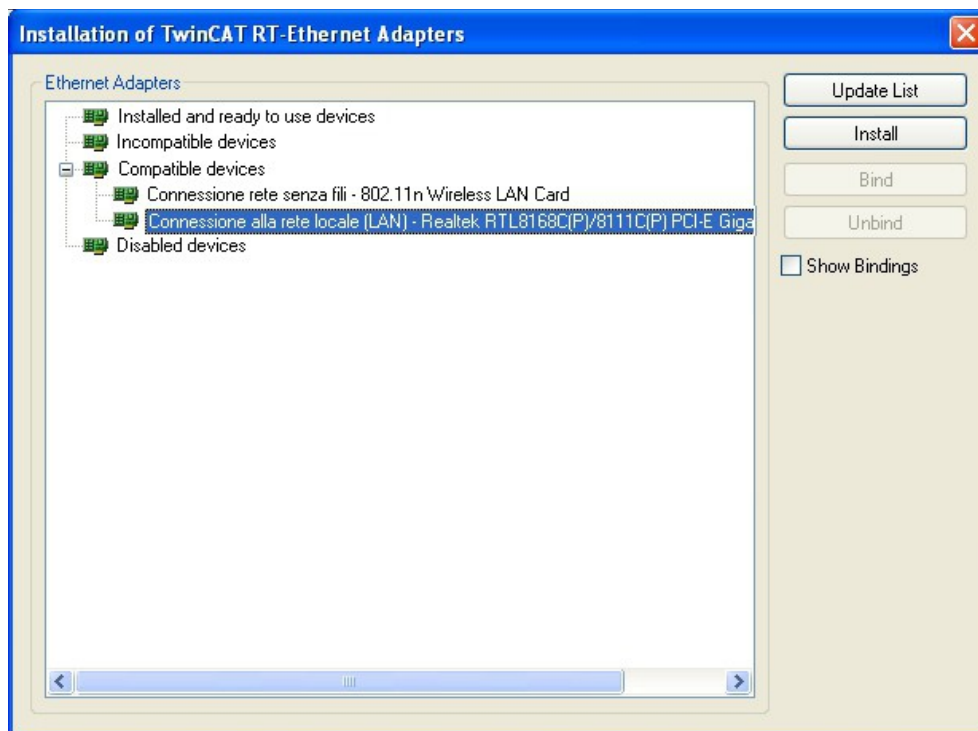 Installation of TwinCAT RT-Ethernet Adapters
Ethernet Adapters
Installed and ready to use devices
Incompatible devices
Compatible devices
Connessione rete senza fili - 802.11n Wireless LAN Card
Connessione alla rete locale (LAN) - Realtek RTL8168C(P)/8111C(P) PCI-E Giga
Disabled devices
Update List
Install
Bind
Unbind
Show Bindings